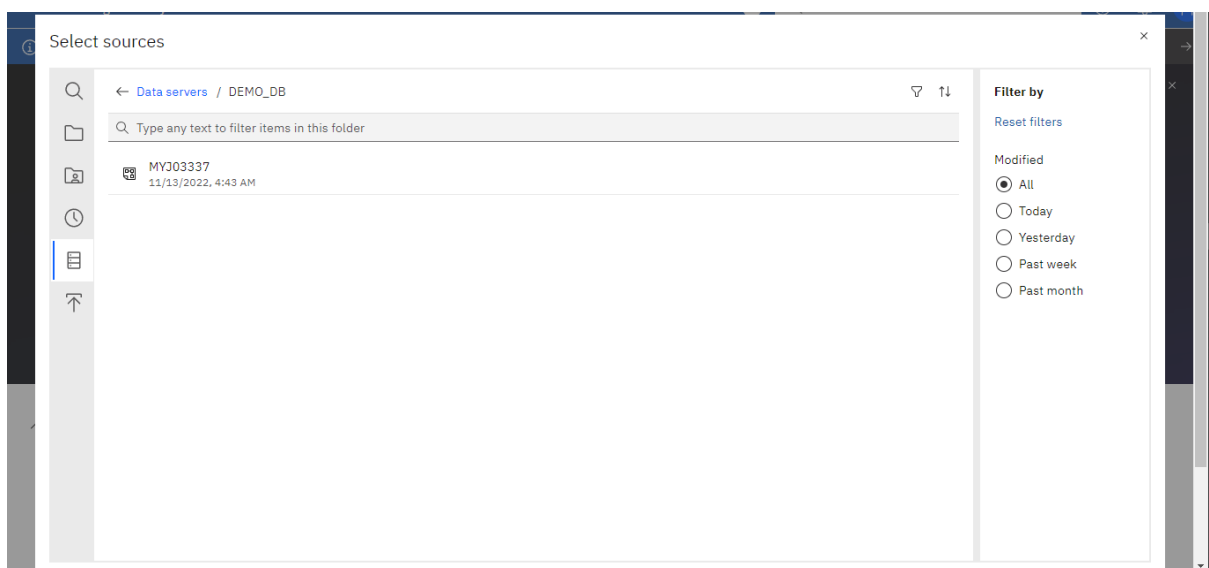 Select sources
Data servers / DEMO_DB
Type any text to filter items in this folder
MYJ03337
11/13/2022, 4:43 AM
Filter by
Reset filters
Modified
All
Today
Yesterday
Past week
Past month